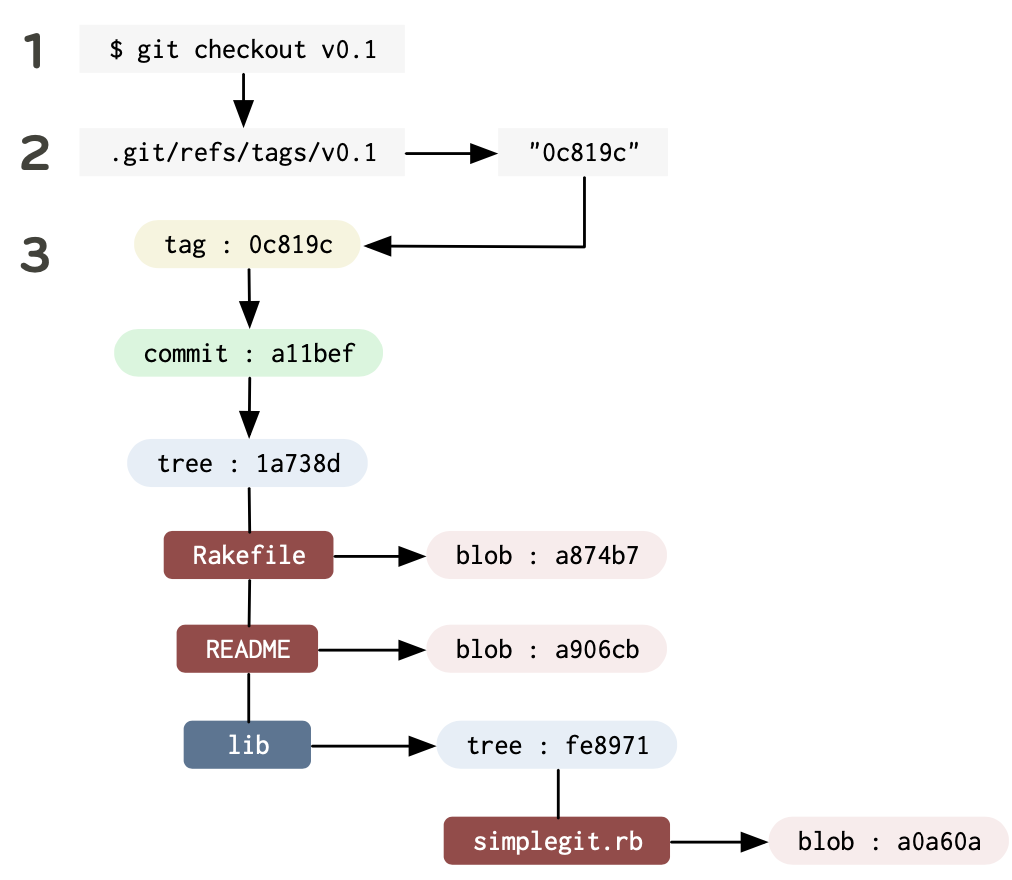 1
$ git checkout v0.1
2
.git/refs/tags/v0.1
"0c819c"
3
tag : 0c819c
commit : a11bef
tree : 1a738d
Rakefile
blob : a874b7
README
blob : a906cb
lib
tree : fe8971
simplegit.rb
blob : a0a60a